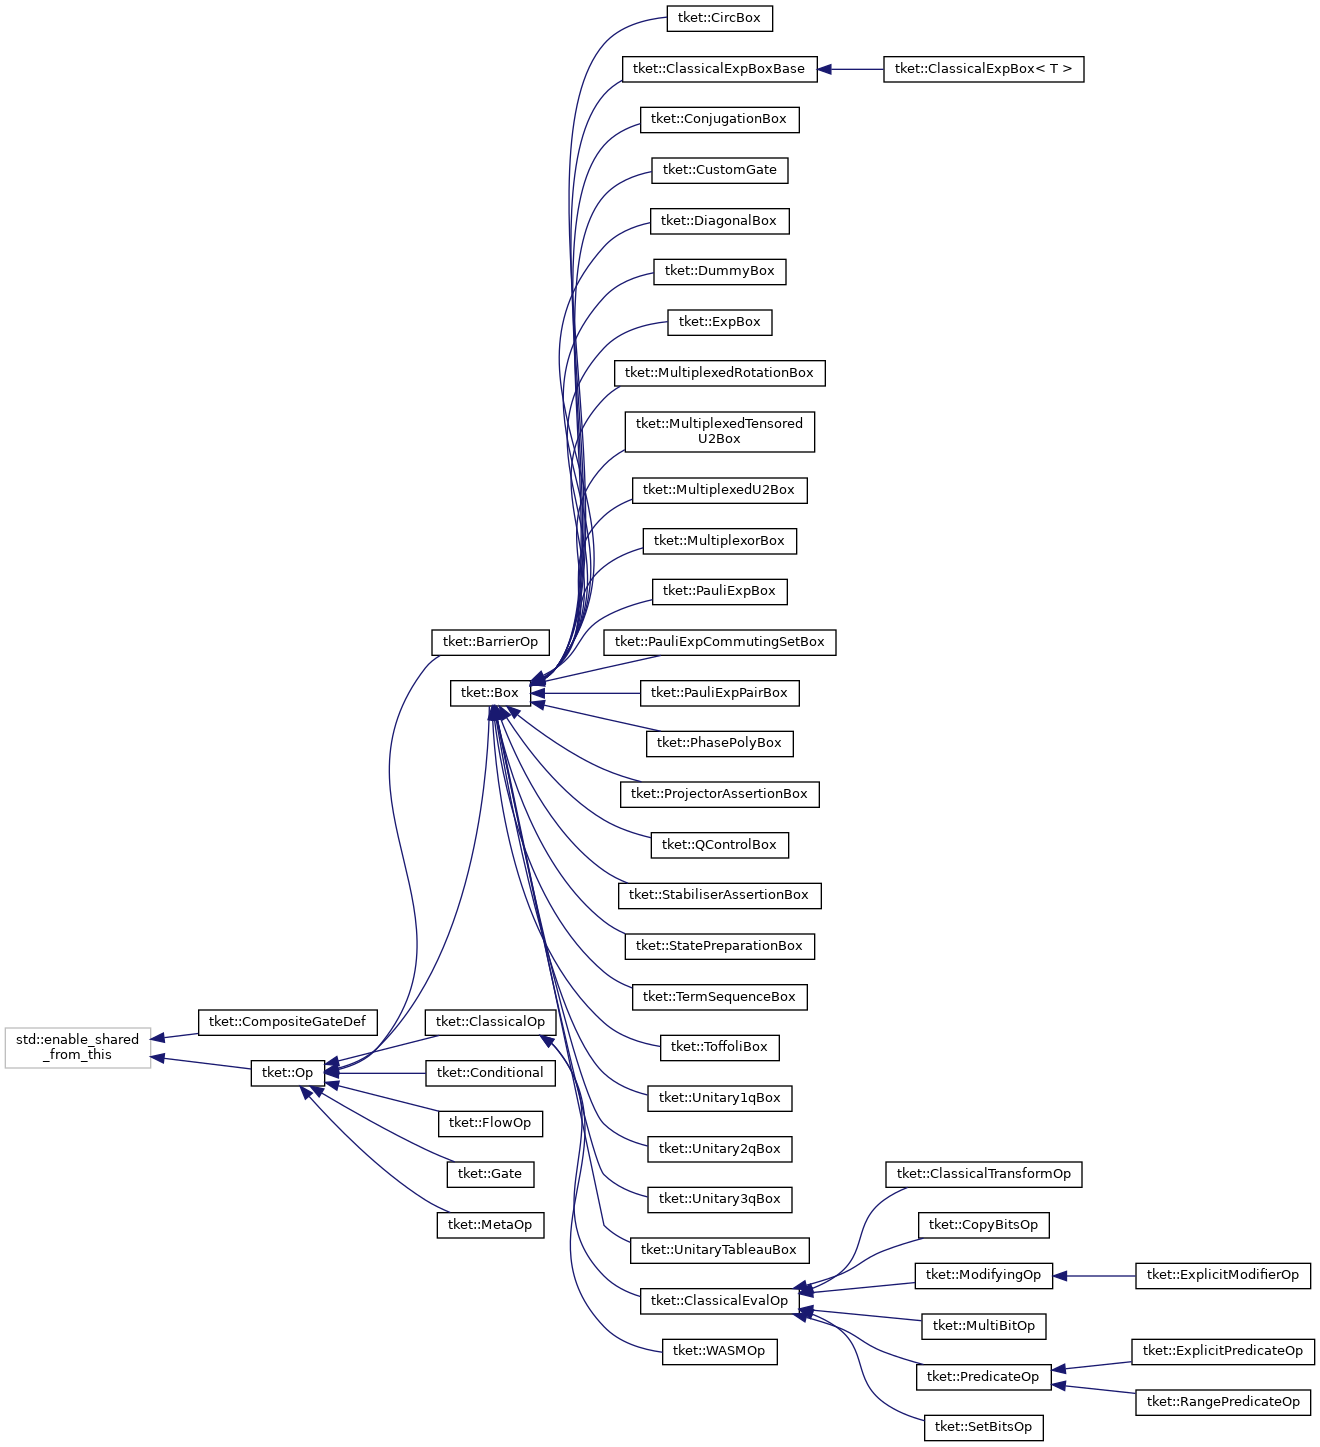 tket::CircBox
tket::ClassicalExpBoxBase
tket::ClassicalExpBox< T >
tket::ConjugationBox
tket::CustomGate
tket::DiagonalBox
tket::DummyBox
tket::ExpBox
tket::MultiplexedRotationBox
tket::MultiplexedTensored
U2Box
tket::MultiplexedU2Box
tket::MultiplexorBox
tket::PauliExpBox
tket::BarrierOp
tket::PauliExpCommutingSetBox
tket::Box
tket::PauliExpPairBox
tket::PhasePolyBox
tket::ProjectorAssertionBox
tket::QControlBox
tket::StabiliserAssertionBox
tket::StatePreparationBox
tket::TermSequenceBox
tket::CompositeGateDef
tket::ClassicalOp
std::enable_shared
_from_this
tket::ToffoliBox
tket::Op
tket::Conditional
tket::Unitary1qBox
tket::FlowOp
tket::Unitary2qBox
tket::Gate
tket::ClassicalTransformOp
tket::Unitary3qBox
tket::MetaOp
tket::CopyBitsOp
tket::UnitaryTableauBox
tket::ModifyingOp
tket::ExplicitModifierOp
tket::ClassicalEvalOp
tket::MultiBitOp
tket::WASMOp
tket::ExplicitPredicateOp
tket::PredicateOp
tket::RangePredicateOp
tket::SetBitsOp